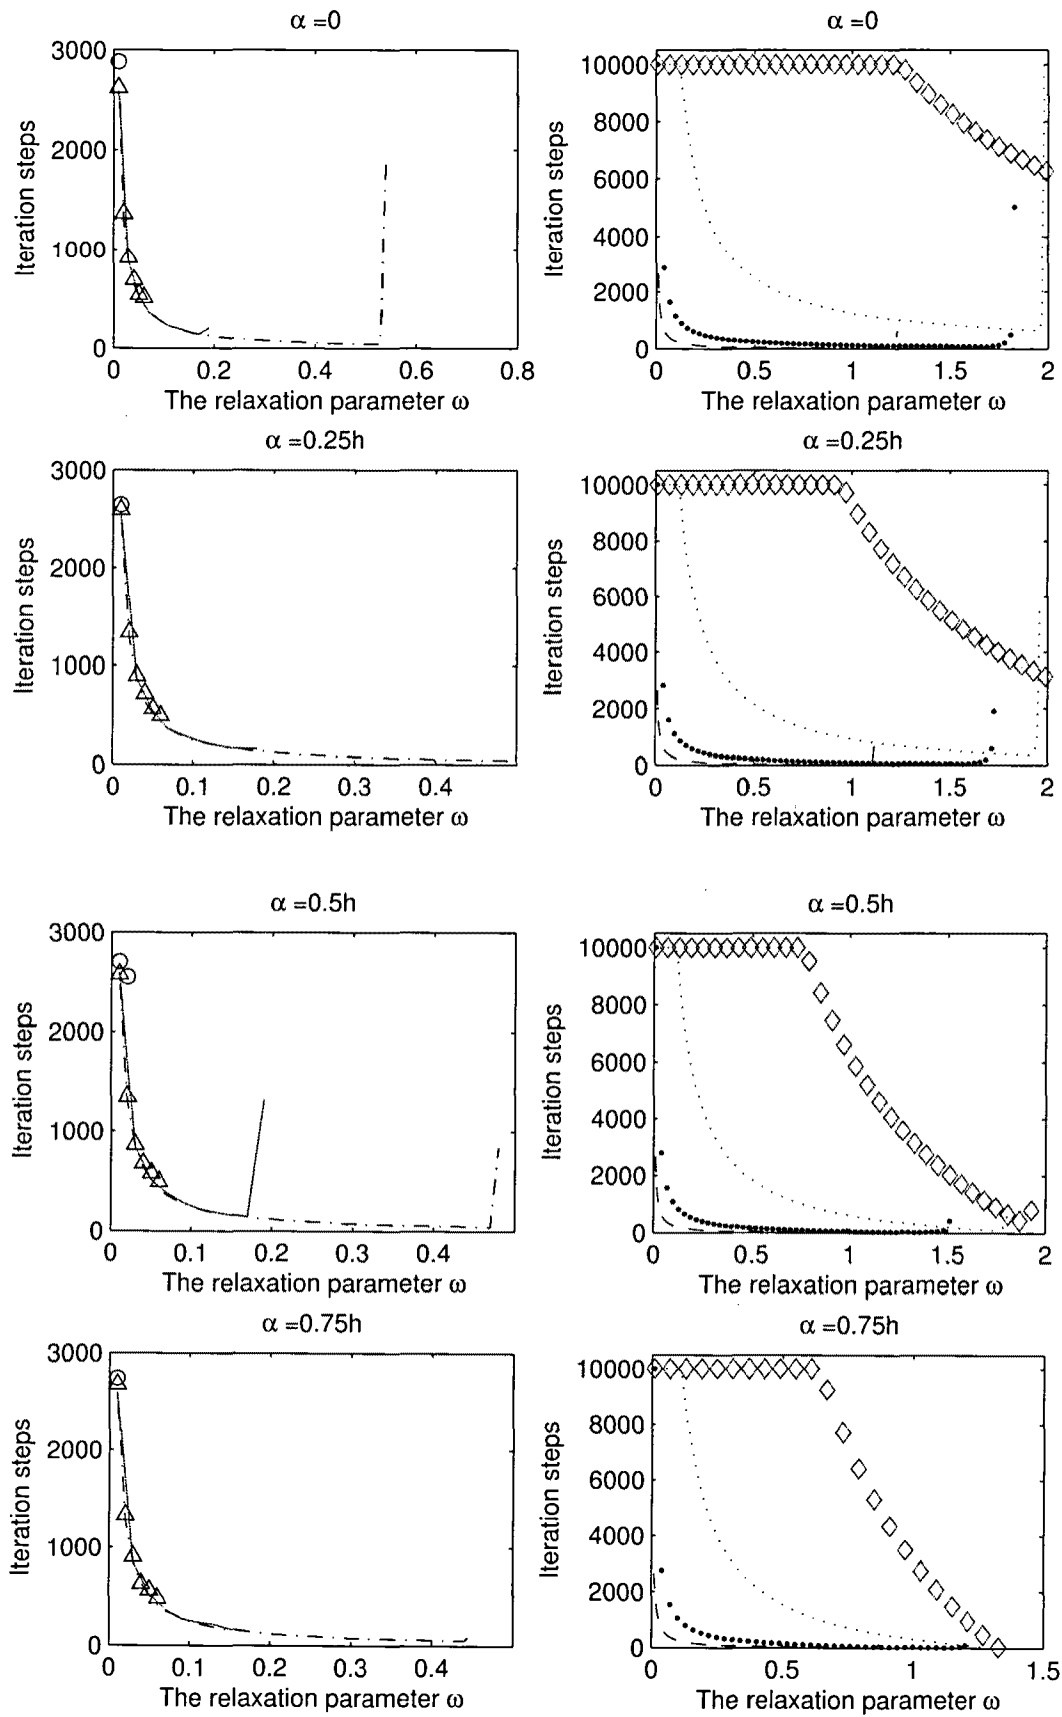 α =0
3000
2000
1000
0
Iteration steps
0 0.2 0.4 0.6 0.8
The relaxation parameter ω
α =0
10000
8000
6000
4000
2000
0
Iteration steps
0 0.5 1 1.5 2
The relaxation parameter ω
α =0.25h
3000
2000
1000
0
Iteration steps
0 0.1 0.2 0.3 0.4
The relaxation parameter ω
α =0.25h
10000
8000
6000
4000
2000
0
Iteration steps
0 0.5 1 1.5 2
The relaxation parameter ω
α =0.5h
3000
2000
1000
0
Iteration steps
0 0.1 0.2 0.3 0.4
The relaxation parameter ω
α =0.5h
10000
8000
6000
4000
2000
0
Iteration steps
0 0.5 1 1.5 2
The relaxation parameter ω
α =0.75h
3000
2000
1000
0
Iteration steps
0 0.1 0.2 0.3 0.4
The relaxation parameter ω
α =0.75h
10000
8000
6000
4000
2000
0
Iteration steps
0 0.5 1 1.5
The relaxation parameter ω